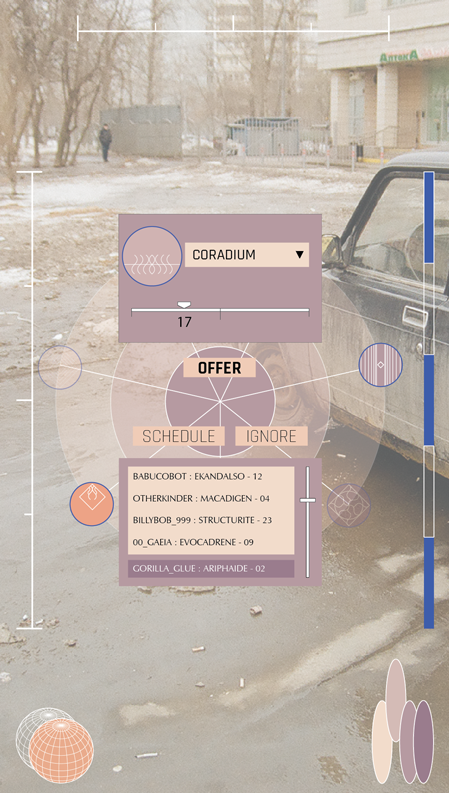 АптекА
CORADIUM
17
OFFER
SCHEDULE
IGNORE
BABUCOBOT : EKANDALSO - 12
OTHERKINDER : MACADIGEN - 04
BILLYBOB_999 : STRUCTURITE - 23
00_GAEIA : EVOCADRENE - 09
GORILLA_GLUE : ARIPHAIDE - 02